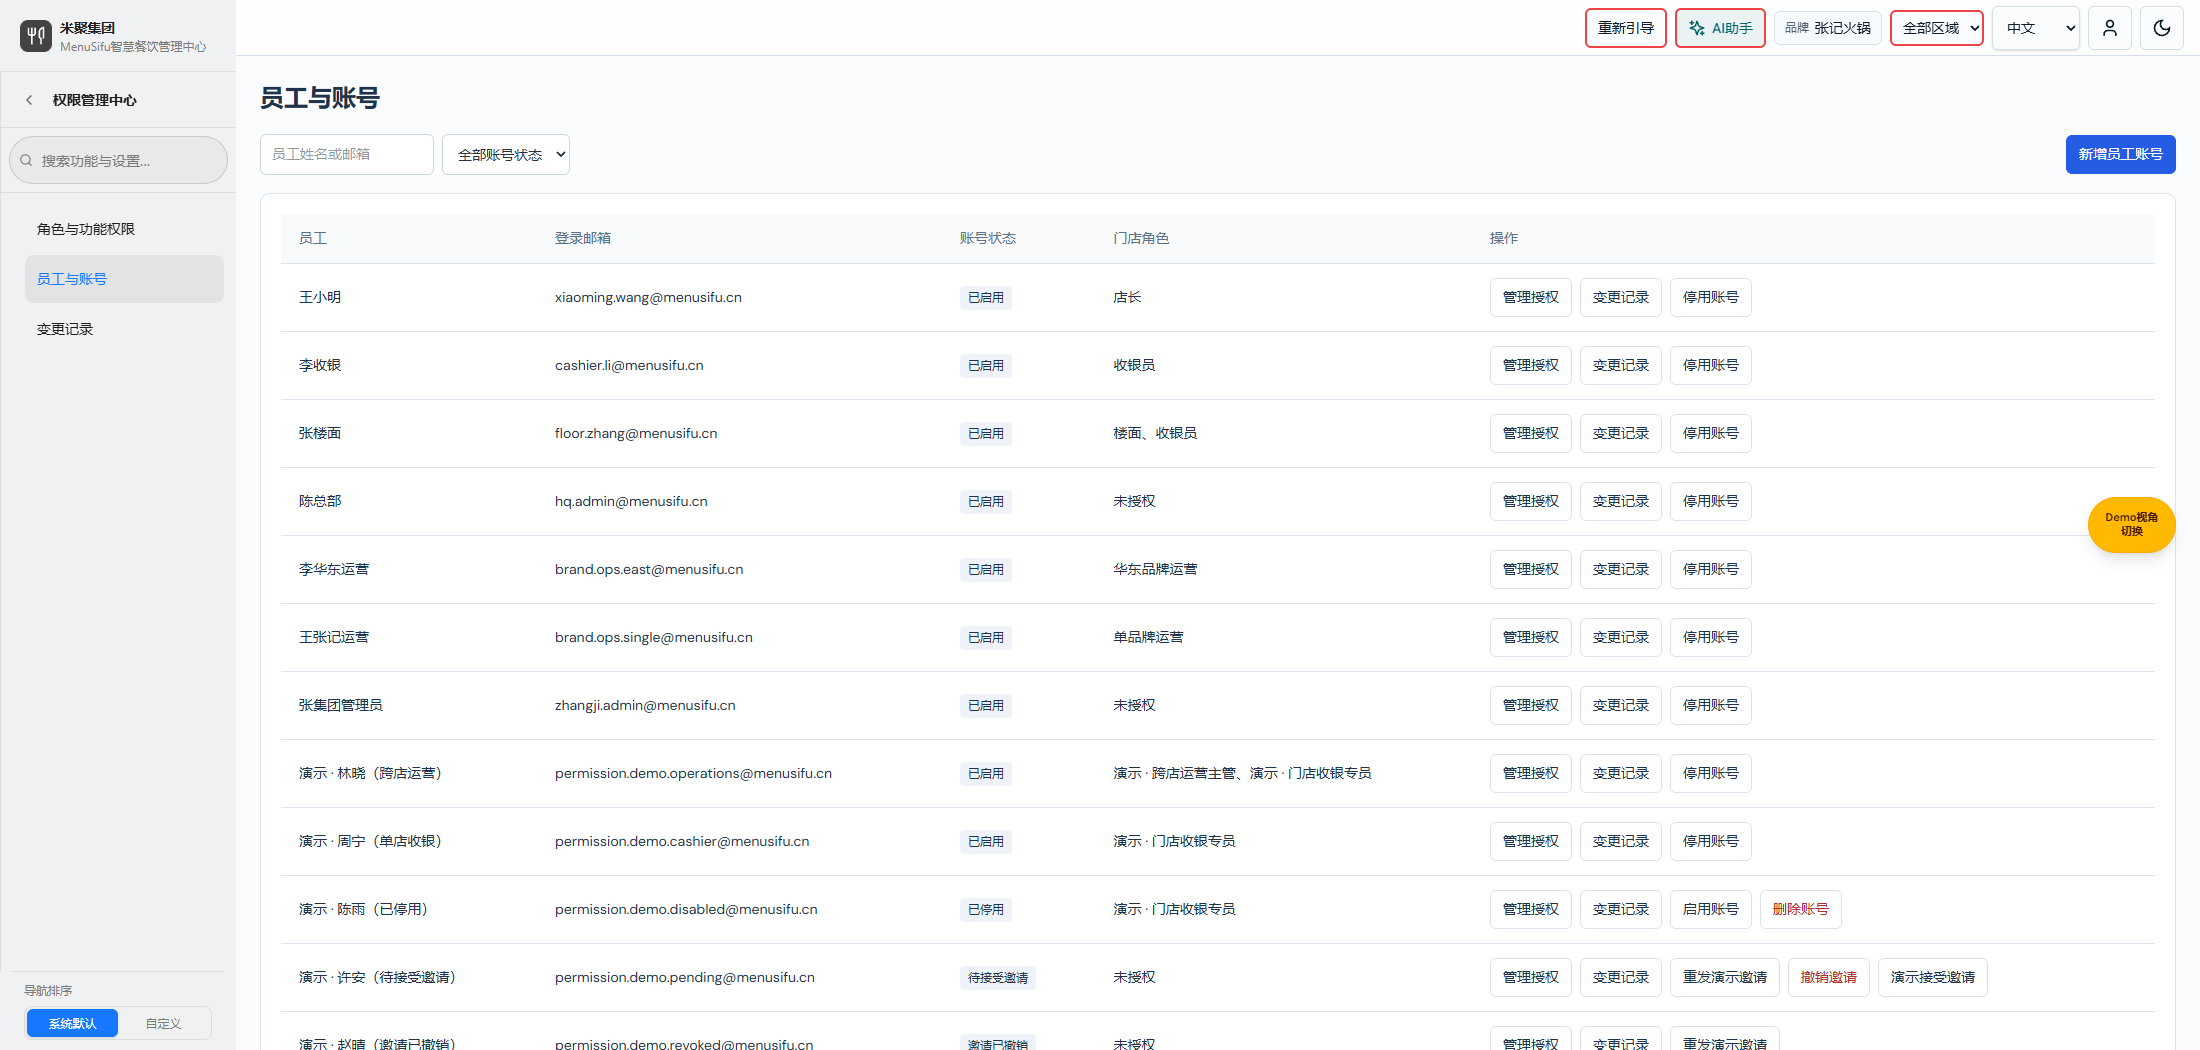 米聚集团
MenuSifu智慧餐饮管理中心
重新引导
AI助手
品牌 张记火锅
全部区域
中文
权限管理中心
搜索功能与设置...
角色与功能权限
员工与账号
变更记录
导航排序
系统默认
自定义
员工与账号
员工姓名或邮箱
全部账号状态
新增员工账号
员工 登录邮箱 账号状态 门店角色 操作
王小明 xiaoming.wang@menusifu.cn 已启用 店长 管理授权 变更记录 停用账号
李收银 cashier.li@menusifu.cn 已启用 收银员 管理授权 变更记录 停用账号
张楼面 floor.zhang@menusifu.cn 已启用 楼面、收银员 管理授权 变更记录 停用账号
陈总部 hq.admin@menusifu.cn 已启用 未授权 管理授权 变更记录 停用账号
Demo视角
切换
李华东运营 brand.ops.east@menusifu.cn 已启用 华东品牌运营 管理授权 变更记录 停用账号
王张记运营 brand.ops.single@menusifu.cn 已启用 单品牌运营 管理授权 变更记录 停用账号
张集团管理员 zhangji.admin@menusifu.cn 已启用 未授权 管理授权 变更记录 停用账号
演示 · 林晓（跨店运营） permission.demo.operations@menusifu.cn 已启用 演示 · 跨店运营主管、演示 · 门店收银专员 管理授权 变更记录 停用账号
演示 · 周宁（单店收银） permission.demo.cashier@menusifu.cn 已启用 演示 · 门店收银专员 管理授权 变更记录 停用账号
演示 · 陈雨（已停用） permission.demo.disabled@menusifu.cn 已停用 演示 · 门店收银专员 管理授权 变更记录 启用账号 删除账号
演示 · 许安（待接受邀请） permission.demo.pending@menusifu.cn 待接受邀请 未授权 管理授权 变更记录 重发演示邀请 撤销邀请 演示接受邀请
演示 · 赵晴（邀请已撤销） permission.demo.revoked@menusifu.cn 邀请已撤销 未授权 管理授权 变更记录 重发演示邀请